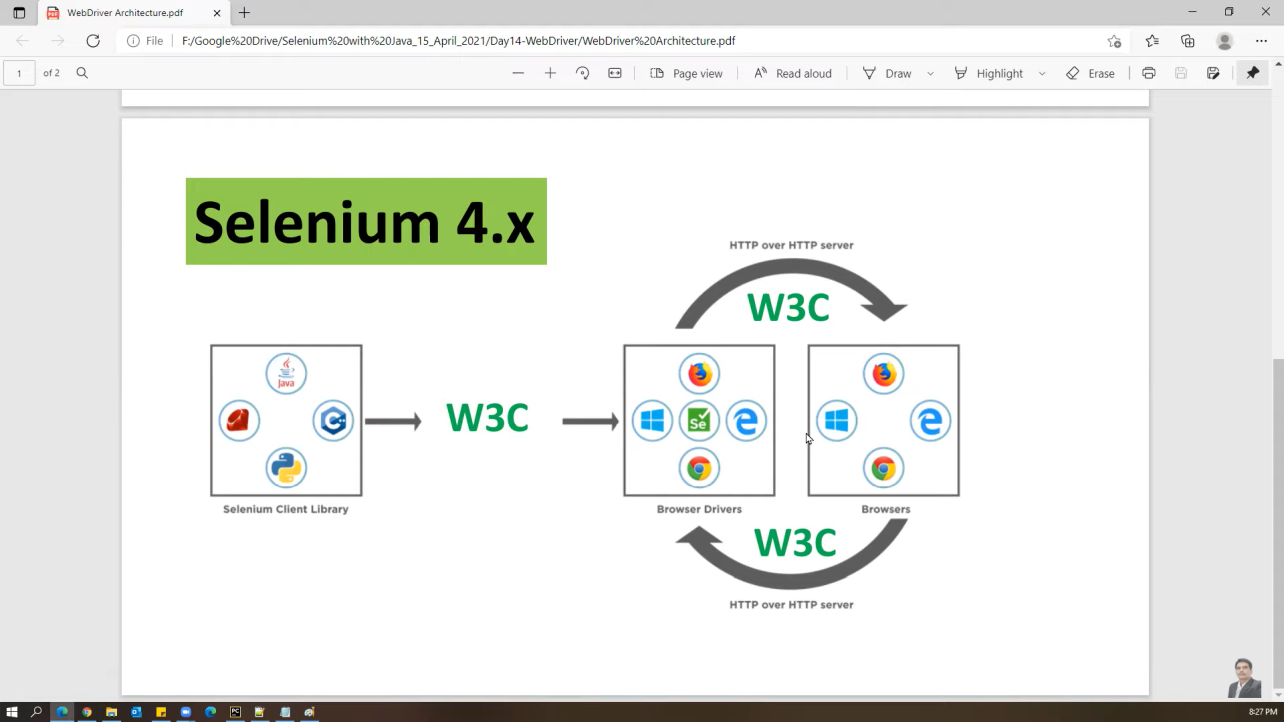 WebDriver Architecture.pdf
File
F:/Google%20Drive/Selenium%20with%20Java_15_April_2021/Day14-WebDriver/WebDriver%20Architecture.pdf
1
of 2
Page view
Read aloud
Draw
Highlight
Erase
Selenium 4.x
HTTP over HTTP server
W3C
Java
W3C
Se
Selenium Client Library
Browser Drivers
Browsers
W3C
HTTP over HTTP server
8:27 PM